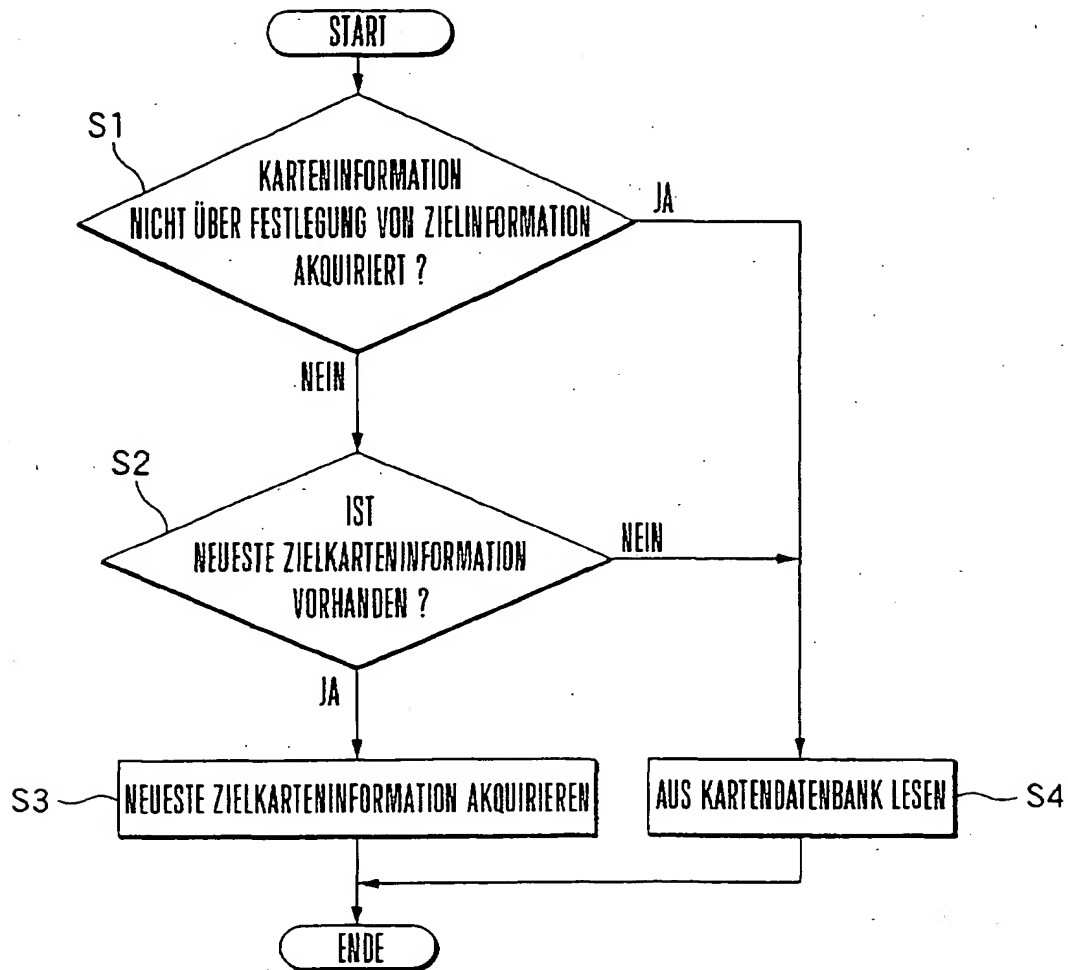 START
S1
KARTENINFORMATION
NICHT ÜBER FESTLEGUNG VON ZIELINFORMATION
AKQUIRIERT ?
JA
NEIN
S2
IST
NEUESTE ZIELKARTENINFORMATION
VORHANDEN ?
NEIN
JA
S3
NEUESTE ZIELKARTENINFORMATION AKQUIRIEREN
AUS KARTENDATENBANK LESEN
S4
ENDE